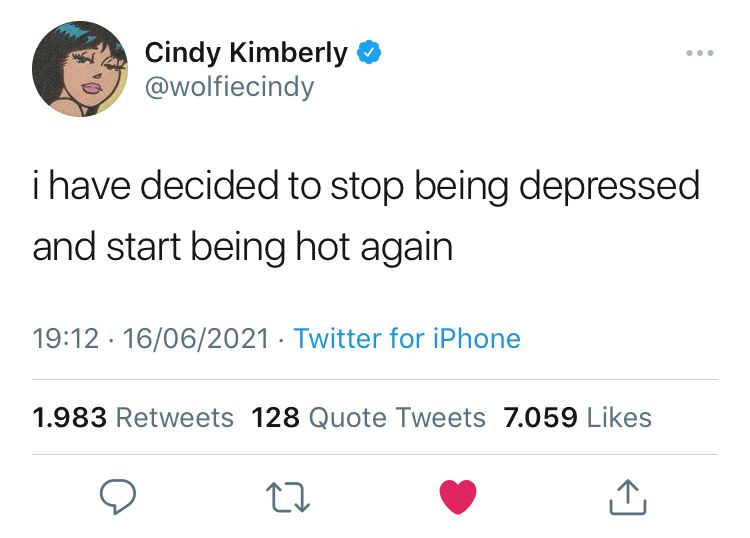 Cindy Kimberly
@wolfiecindy
i have decided to stop being depressed
and start being hot again
19:12 · 16/06/2021 · Twitter for iPhone
1.983 Retweets 128 Quote Tweets 7.059 Likes